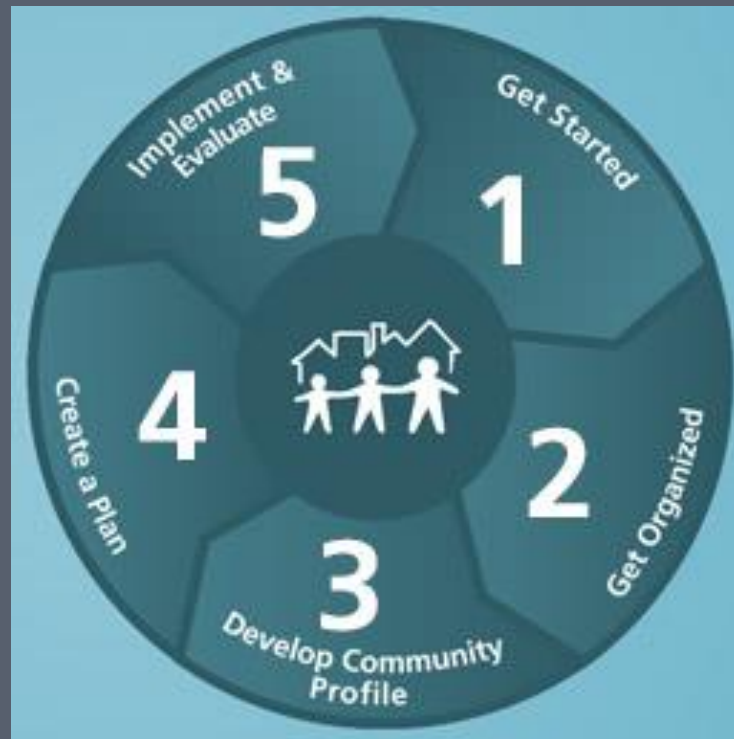 1
Get Started
2
Get Organized
3
Develop Community
Profile
4
Create a Plan
5
Implement &
Evaluate